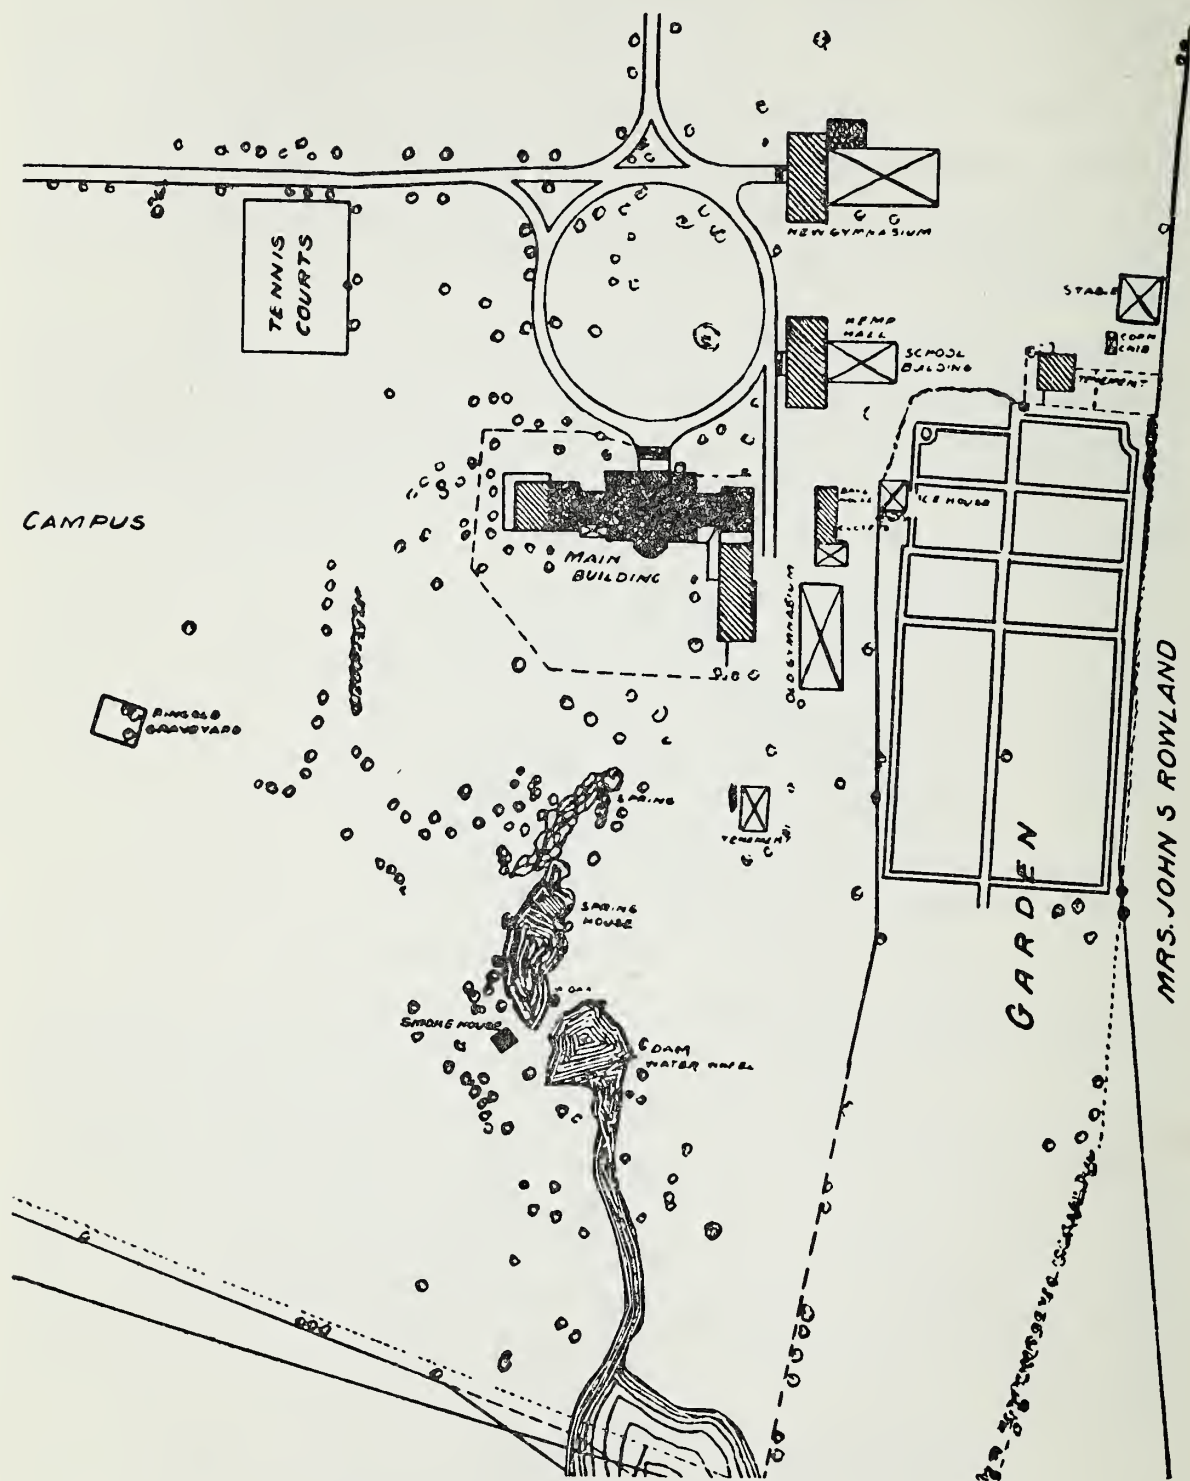 NEW GYMNASIUM
TENNIS
COURTS
STABLE
CORN
CRIB
KEMP
HALL
SCHOOL
BUILDING
TENEMENT
ICE HOUSE
CAMPUS
MAIN
BUILDING
OLD GYMNASIUM
RINGOLD
GRAVEYARD
SPRING
TENEMENT
SPRING
HOUSE
GARDEN
MRS. JOHN S ROWLAND
SMOKE HOUSE
DAM
DAM
WATER